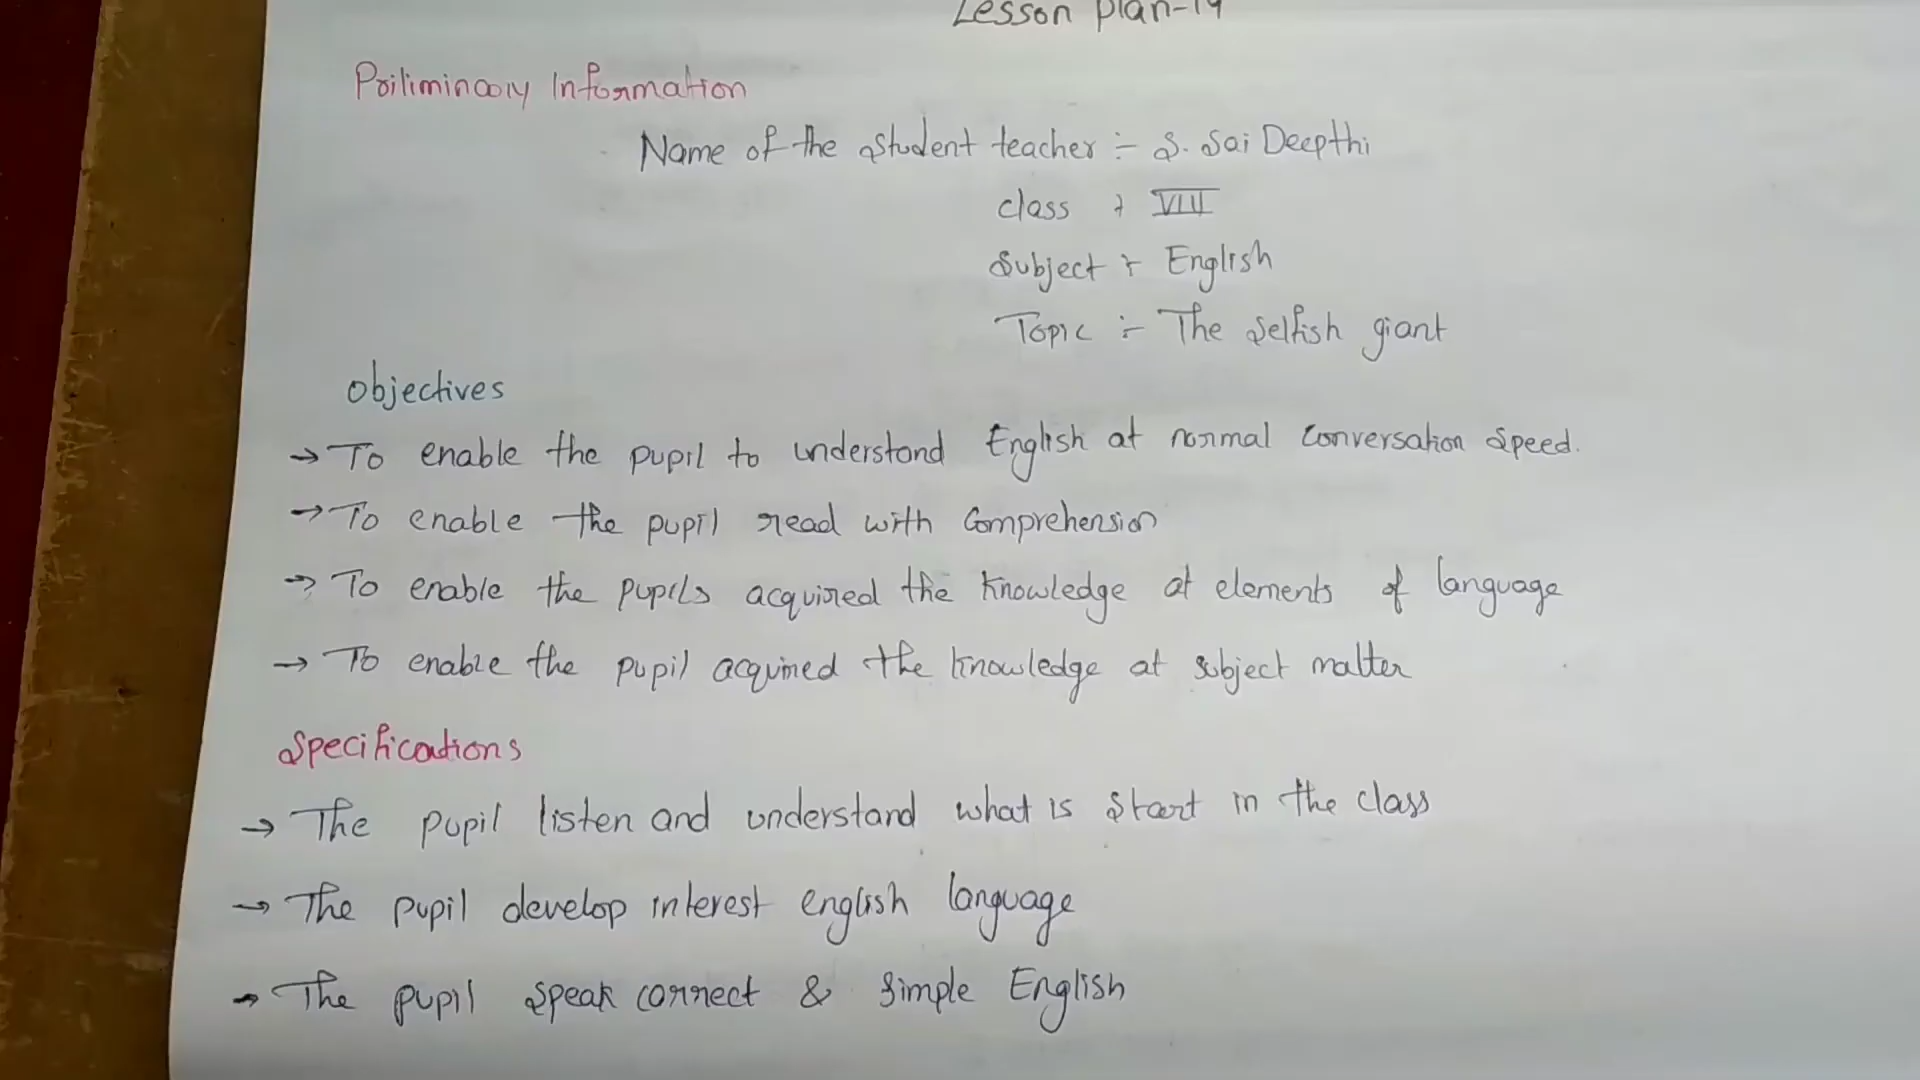 Lesson plan-19
Priliminary Information
Name of the student teacher :- S. Sai Deepthi
class :- VIII
Subject :- English
Topic :- The selfish giant
objectives
→ To enable the pupil to understand English at normal conversation speed.
→ To enable the pupil read with Comprehension
→ To enable the pupils acquired the knowledge at elements of language
→ To enable the pupil acquired the knowledge at subject matter
Specifications
→ The pupil listen and understand what is start in the class
→ The pupil develop interest english language
→ The pupil speak correct & simple English